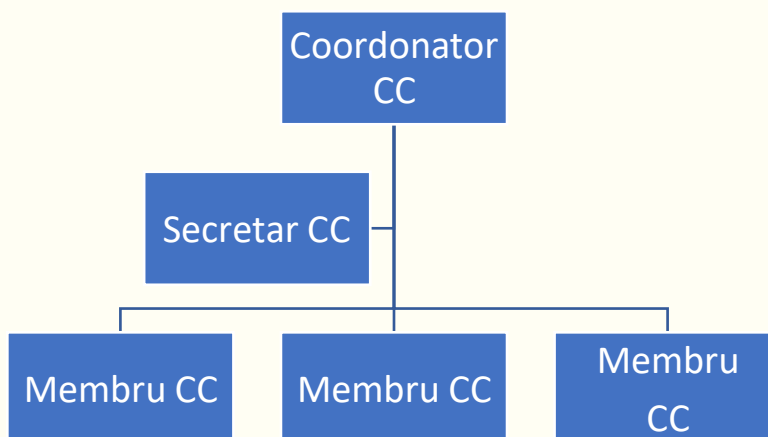 Coordonator
CC
Secretar CC
Membru CC
Membru CC
Membru
CC